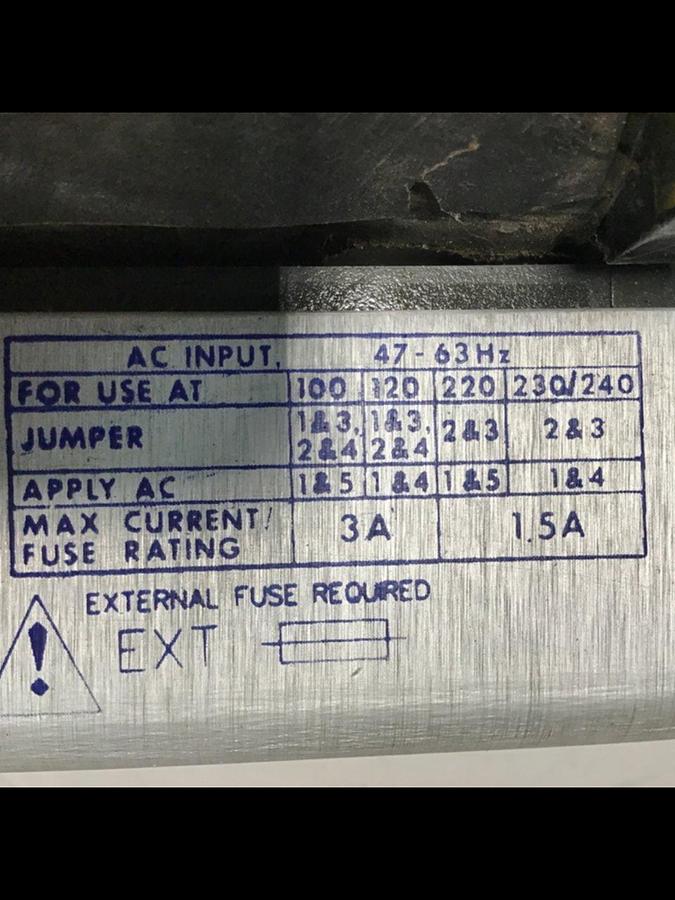 AC INPUT, 47 - 63 Hz
FOR USE AT 100 120 220 230/240
JUMPER 1&3, 2&4 1&3, 2&4 2&3 2&3
APPLY AC 1&5 1&4 1&5 1&4
MAX CURRENT/ FUSE RATING 3A 1.5A
EXTERNAL FUSE REQUIRED
EXT